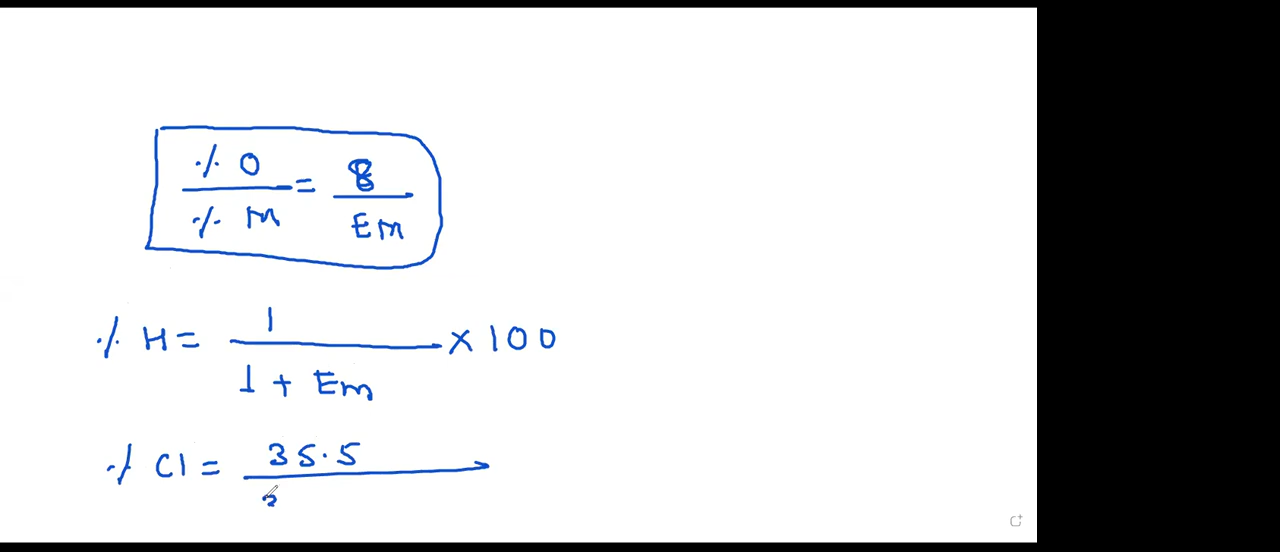 % O / % M = 8 / Em
% H = 1 / 1 + Em × 100
% Cl = 35.5 /